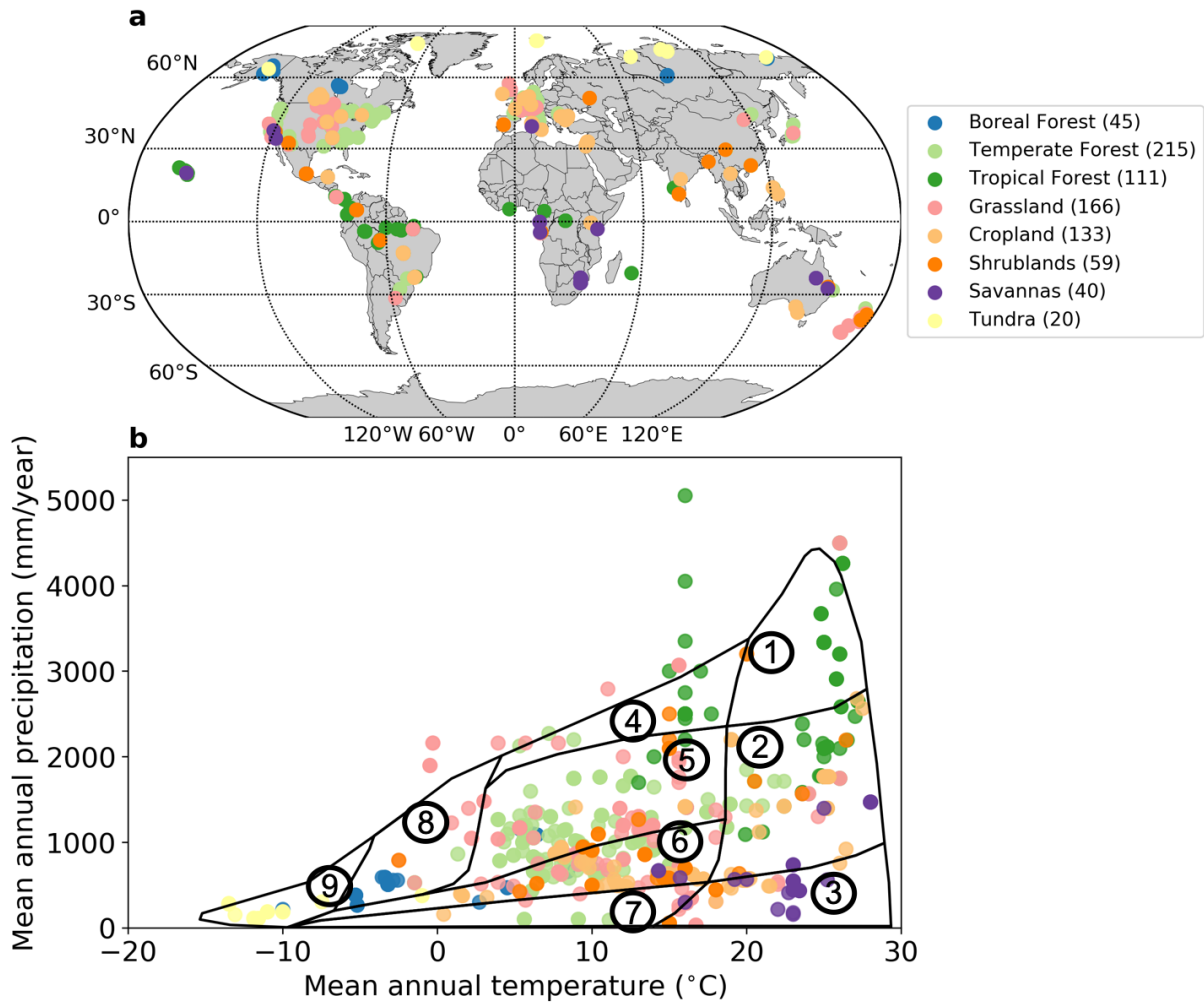 a
60°N
30°N
0°
30°S
60°S
120°W 60°W 0° 60°E 120°E
Boreal Forest (45)
Temperate Forest (215)
Tropical Forest (111)
Grassland (166)
Cropland (133)
Shrublands (59)
Savannas (40)
Tundra (20)
b
Mean annual precipitation (mm/year)
5000
4000
3000
2000
1000
0
1
4
2
5
6
8
9
3
7
−20 −10 0 10 20 30
Mean annual temperature (°C)